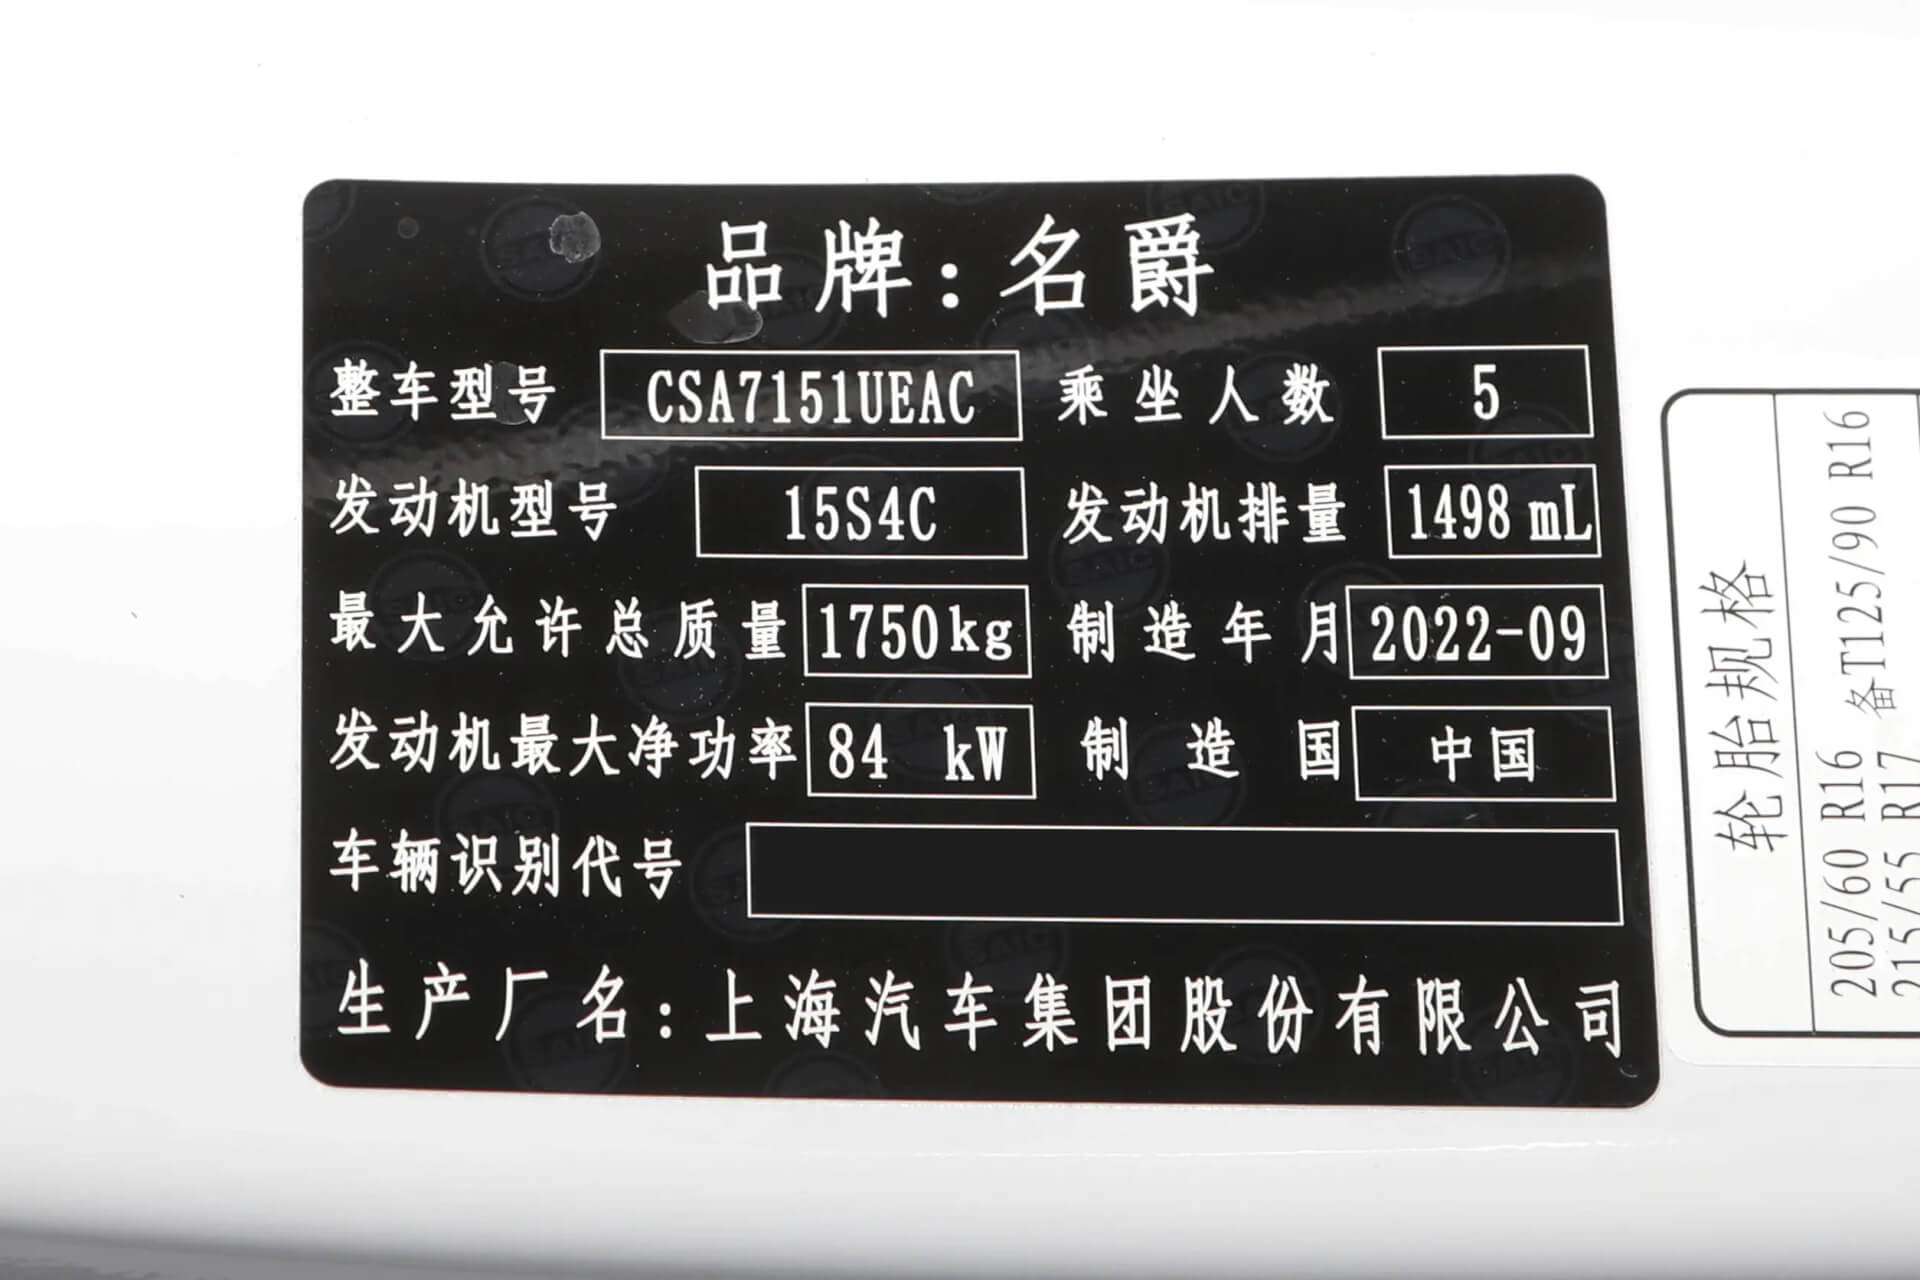 品牌：名爵
整车型号 CSA7151UEAC 乘坐人数 5
发动机型号 15S4C 发动机排量 1498 mL
最大允许总质量 1750kg 制造年月 2022-09
发动机最大净功率 84 kW 制造国 中国
车辆识别代号
生产厂名：上海汽车集团股份有限公司
轮胎规格
205/60 R16 备T125/90 R16
215/55 R17